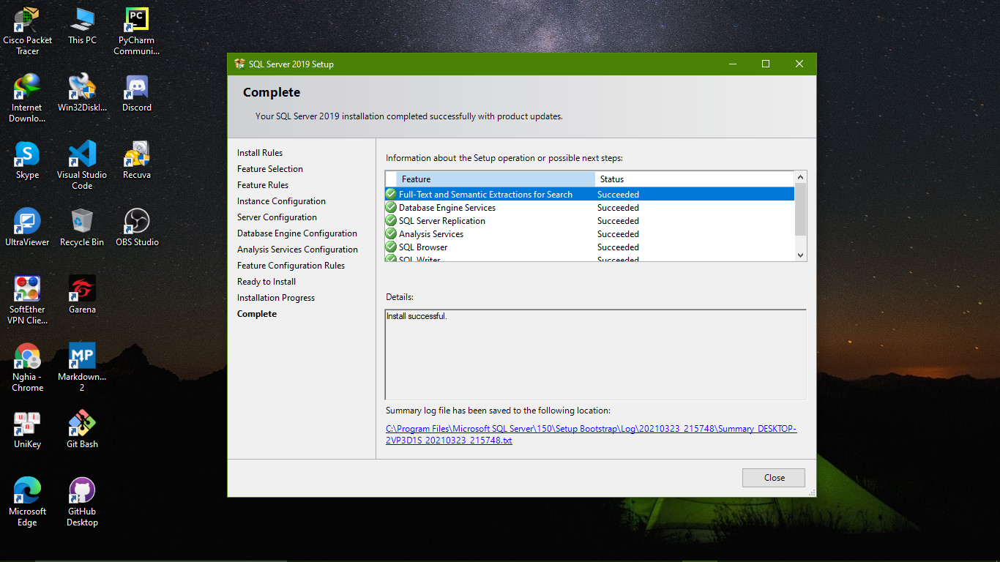 Cisco Packet
Tracer
This PC
PC
PyCharm
Communi...
Internet
Downlo...
Win32DiskI...
Discord
S
Skype
Visual Studio
Code
Recuva
UltraViewer
Recycle Bin
OBS Studio
SoftEther
VPN Clie...
Garena
Nghia -
Chrome
MP
Markdown...
2
u n i
UniKey
Git Bash
Microsoft
Edge
GitHub
Desktop
SQL Server 2019 Setup
Complete
Your SQL Server 2019 installation completed successfully with product updates.
Install Rules
Feature Selection
Feature Rules
Instance Configuration
Server Configuration
Database Engine Configuration
Analysis Services Configuration
Feature Configuration Rules
Ready to Install
Installation Progress
Complete
Information about the Setup operation or possible next steps:
Feature Status
Full-Text and Semantic Extractions for Search Succeeded
Database Engine Services Succeeded
SQL Server Replication Succeeded
Analysis Services Succeeded
SQL Browser Succeeded
SQL Writer Succeeded
Details:
Install successful.
Summary log file has been saved to the following location:
C:\Program Files\Microsoft SQL Server\150\Setup Bootstrap\Log\20210323_215748\Summary_DESKTOP-
2VP3D1S_20210323_215748.txt
Close